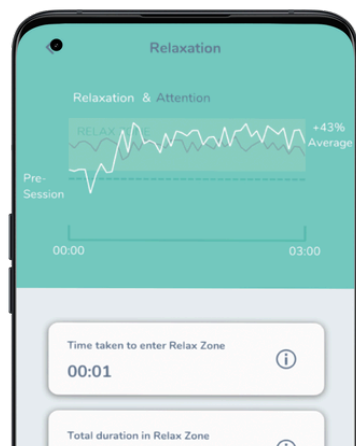 Relaxation
Relaxation & Attention
RELAX ZONE
+43%
Average
Pre-
Session
00:00
03:00
Time taken to enter Relax Zone
00:01
Total duration in Relax Zone